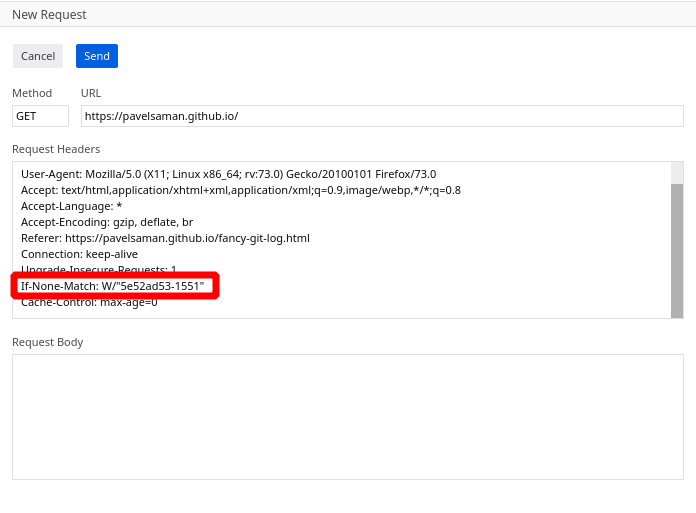 New Request
Cancel Send
Method URL
GET https://pavelsaman.github.io/
Request Headers
User-Agent: Mozilla/5.0 (X11; Linux x86_64; rv:73.0) Gecko/20100101 Firefox/73.0
Accept: text/html,application/xhtml+xml,application/xml;q=0.9,image/webp,*/*;q=0.8
Accept-Language: *
Accept-Encoding: gzip, deflate, br
Referer: https://pavelsaman.github.io/fancy-git-log.html
Connection: keep-alive
Upgrade-Insecure-Requests: 1
If-None-Match: W/"5e52ad53-1551"
Cache-Control: max-age=0
Request Body